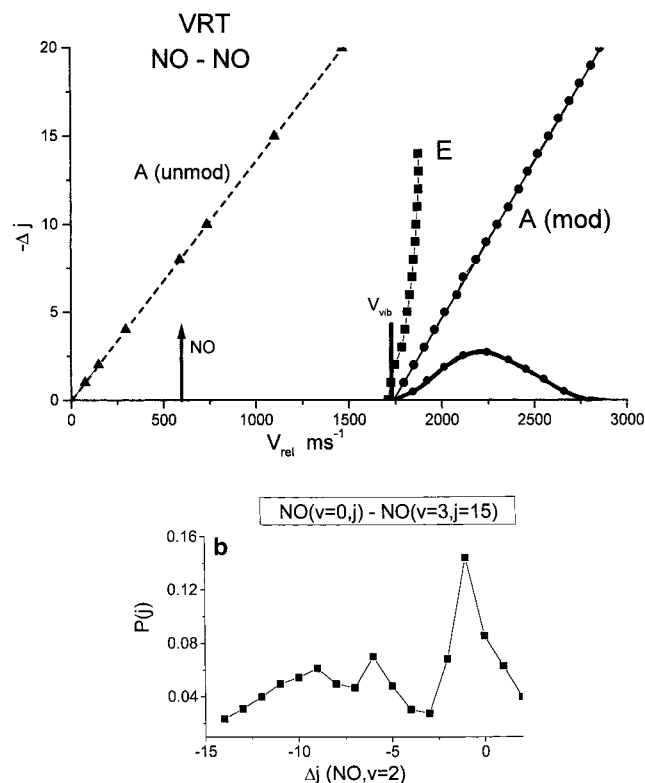 VRT
NO - NO
20
15
10
5
0
-Δ j
A (unmod)
E
A (mod)
V_vib
NO
0
500
1000
1500
2000
2500
3000
V_rel ms⁻¹
NO(v=0,j) - NO(v=3,j=15)
b
0.16
0.12
0.08
0.04
P(j)
-15
-10
-5
0
Δj (NO,v=2)